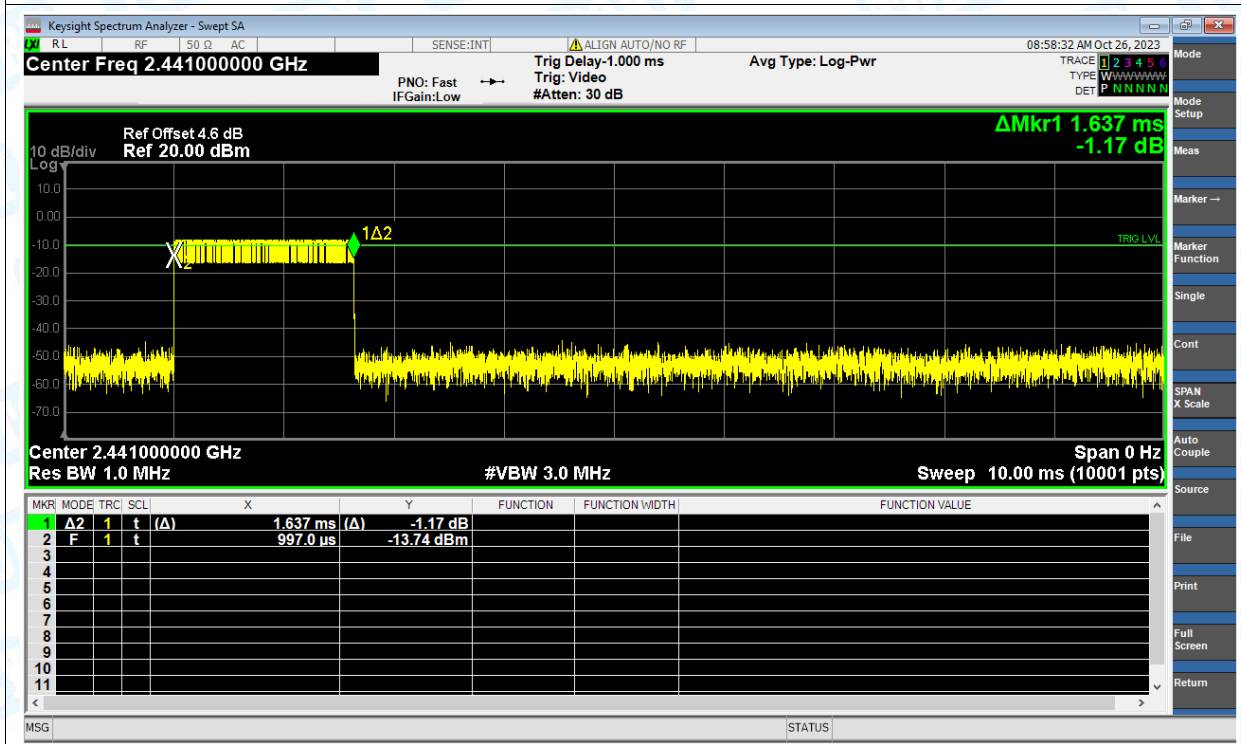 Keysight Spectrum Analyzer - Swept SA
LXI RL RF 50 Ω AC SENSE:INT ALIGN AUTO/NO RF 08:58:32 AM Oct 26, 2023
Center Freq 2.441000000 GHz
PNO: Fast
IFGain:Low
Trig Delay-1.000 ms
Trig: Video
#Atten: 30 dB
Avg Type: Log-Pwr
TRACE 1 2 3 4 5 6
TYPE WWWWWW
DET P N N N N N
ΔMkr1 1.637 ms
-1.17 dB
Ref Offset 4.6 dB
10 dB/div Ref 20.00 dBm
Log
10.0
0.00
-10.0
-20.0
-30.0
-40.0
-50.0
-60.0
-70.0
1Δ2
2
TRIG LVL
Center 2.441000000 GHz Span 0 Hz
Res BW 1.0 MHz #VBW 3.0 MHz Sweep 10.00 ms (10001 pts)
MKR MODE TRC SCL X Y FUNCTION FUNCTION WIDTH FUNCTION VALUE
1 Δ2 1 t (Δ) 1.637 ms (Δ) -1.17 dB
2 F 1 t 997.0 µs -13.74 dBm
3
4
5
6
7
8
9
10
11
MSG STATUS
Mode
Mode Setup
Meas
Marker →
Marker Function
Single
Cont
SPAN X Scale
Auto Couple
Source
File
Print
Full Screen
Return